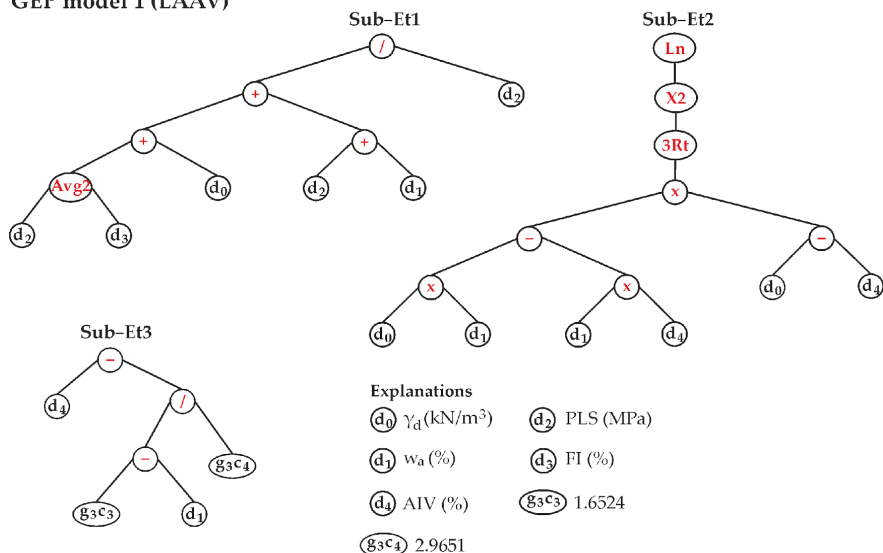 GEP model 1 (LAAV)
Sub-Et1
/
+
d2
+
+
Avg2
d0
d2
d1
d2
d3
Sub-Et2
Ln
X2
3Rt
x
−
−
x
x
d0
d4
d0
d1
d1
d4
Sub-Et3
−
d4
/
−
g3c4
g3c3
d1
Explanations
d0 γd(kN/m³)
d2 PLS (MPa)
d1 wa (%)
d3 FI (%)
d4 AIV (%)
g3c3 1.6524
g3c4 2.9651